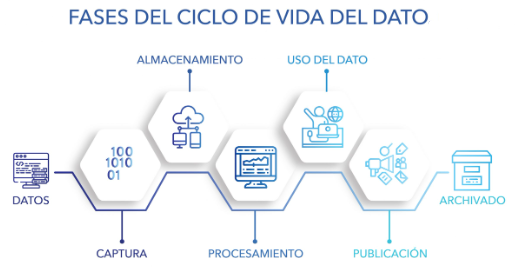 FASES DEL CICLO DE VIDA DEL DATO
ALMACENAMIENTO
USO DEL DATO
100
1010
01
DATOS
ARCHIVADO
CAPTURA
PROCESAMIENTO
PUBLICACIÓN